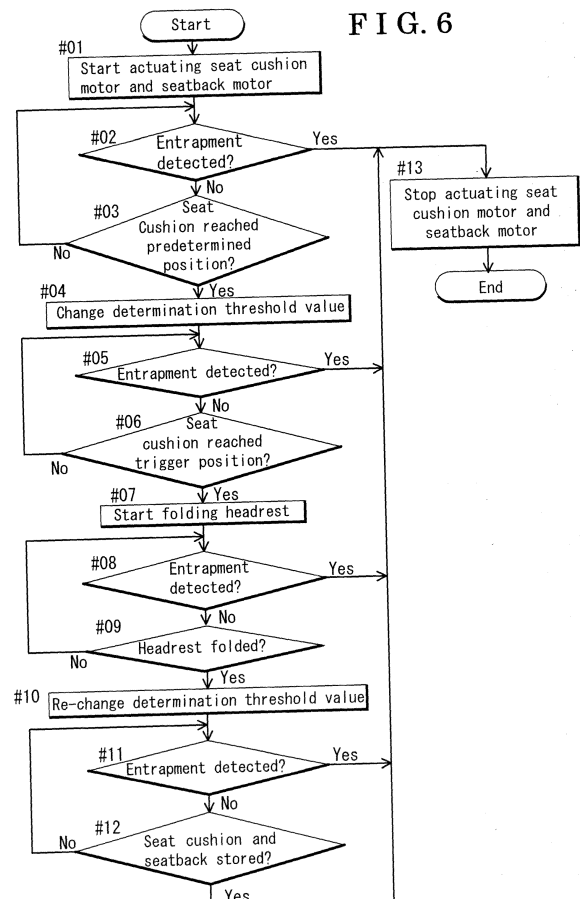 FIG. 6
Start
#01
Start actuating seat cushion
motor and seatback motor
#02
Entrapment
detected?
Yes
No
#03
Seat
Cushion reached
predetermined
position?
No
Yes
#13
Stop actuating seat
cushion motor and
seatback motor
End
#04
Change determination threshold value
#05
Entrapment detected?
Yes
No
#06
Seat
cushion reached
trigger position?
No
Yes
#07
Start folding headrest
#08
Entrapment
detected?
Yes
No
#09
Headrest folded?
No
Yes
#10
Re-change determination threshold value
#11
Entrapment detected?
Yes
No
#12
Seat cushion and
seatback stored?
No
Yes